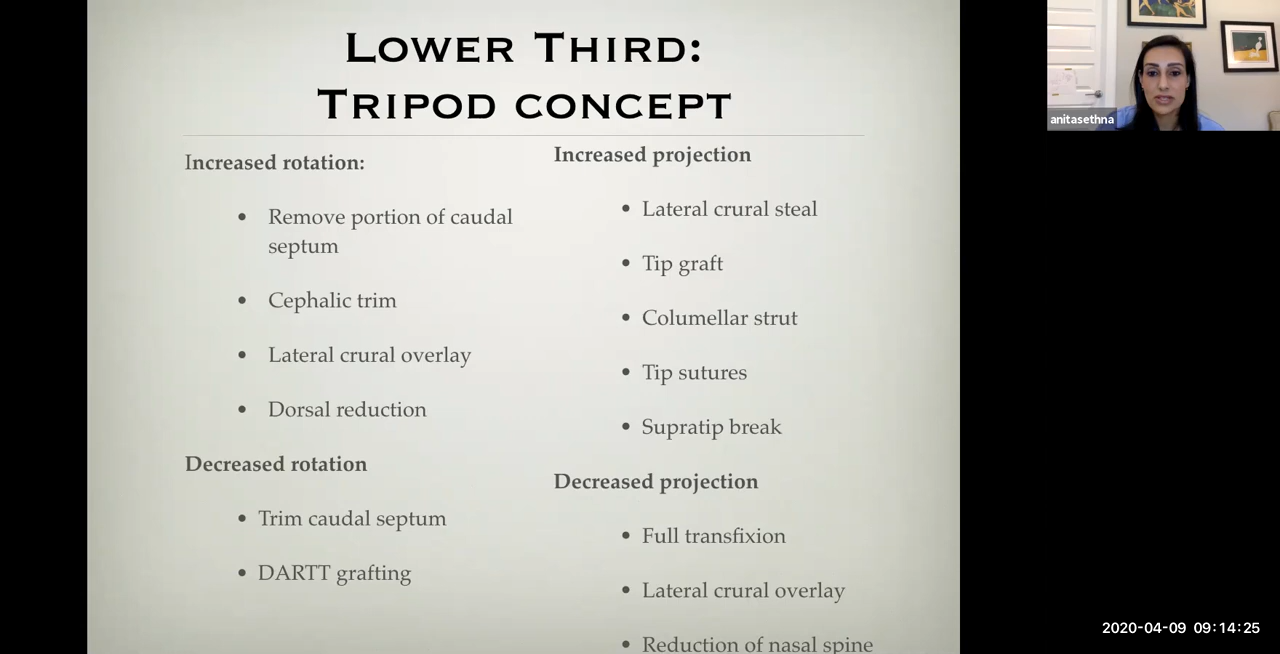 Lower Third:
Tripod concept
Increased rotation:
• Remove portion of caudal
septum
• Cephalic trim
• Lateral crural overlay
• Dorsal reduction
Decreased rotation
• Trim caudal septum
• DARTT grafting
Increased projection
• Lateral crural steal
• Tip graft
• Columellar strut
• Tip sutures
• Supratip break
Decreased projection
• Full transfixion
• Lateral crural overlay
• Reduction of nasal spine
anitasethna
2020-04-09 09:14:25